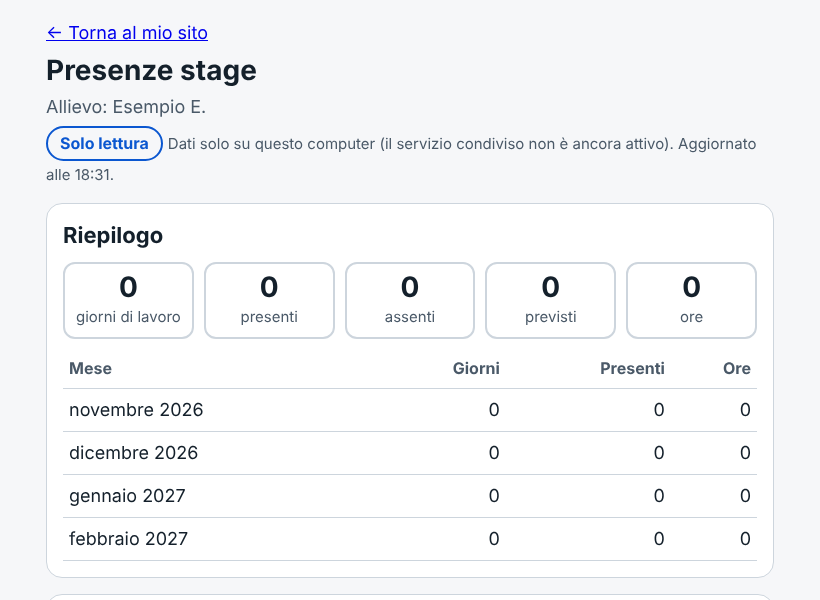 ← Torna al mio sito
Presenze stage
Allievo: Esempio E.
Solo lettura Dati solo su questo computer (il servizio condiviso non è ancora attivo). Aggiornato
alle 18:31.
Riepilogo
0 0 0 0 0
giorni di lavoro presenti assenti previsti ore
Mese Giorni Presenti Ore
novembre 2026 0 0 0
dicembre 2026 0 0 0
gennaio 2027 0 0 0
febbraio 2027 0 0 0